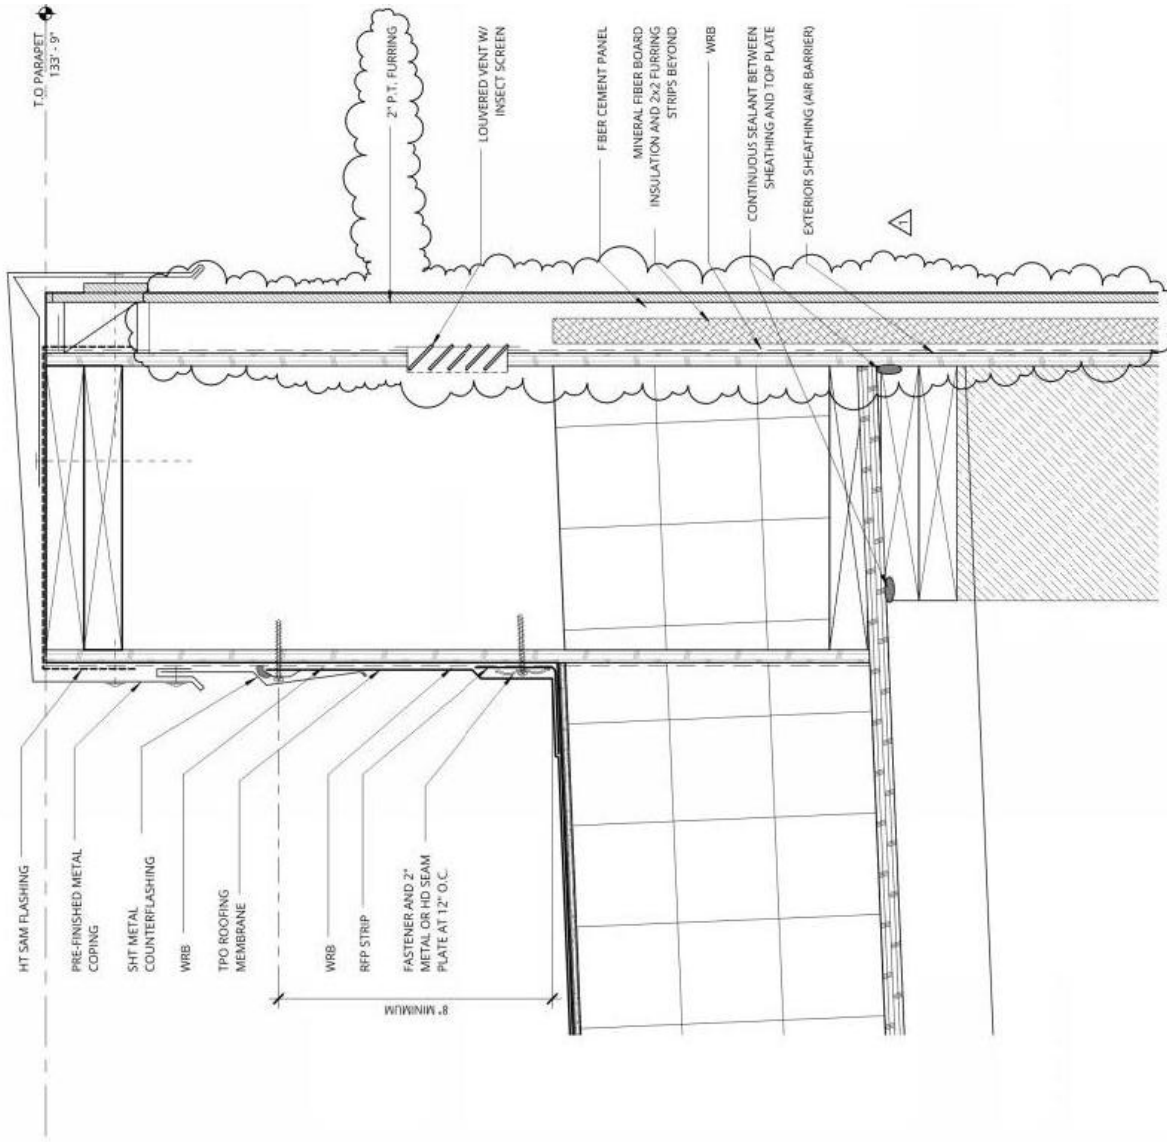 T.O PARAPET
133' - 9"
2" P.T. FURRING
LOUVERED VENT W/
INSECT SCREEN
FIBER CEMENT PANEL
MINERAL FIBER BOARD
INSULATION AND 2x2 FURRING
STRIPS BEYOND
WRB
CONTINUOUS SEALANT BETWEEN
SHEATHING AND TOP PLATE
EXTERIOR SHEATHING (AIR BARRIER)
1
HT SAM FLASHING
PRE-FINISHED METAL
COPING
SHT METAL
COUNTERFLASHING
WRB
TPO ROOFING
MEMBRANE
WRB
RFP STRIP
FASTENER AND 2"
METAL OR HD SEAM
PLATE AT 12" O.C.
8" MINIMUM